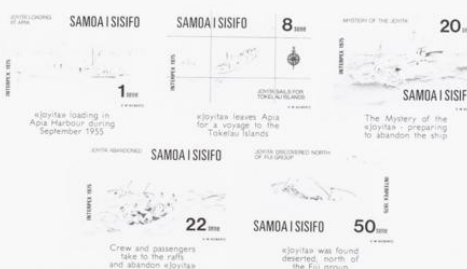 JOYITA LOADING
AT APIA
SAMOA I SISIFO
INTERPEX 1975
1 sene
«Joyita» loading in
Apia Harbour during
September 1955
SAMOA I SISIFO
8 sene
INTERPEX 1975
JOYITA SAILS FOR
TOKELAU ISLANDS
«Joyita» leaves Apia
for a voyage to the
Tokelau Islands
MYSTERY OF THE JOYITA
20
INTERPEX 1975
SAMOA I SISIF
The Mystery of the
«Joyita» - preparing
to abandon the ship
JOYITA ABANDONED
SAMOA I SISIFO
INTERPEX 1975
22 sene
Crew and passengers
take to the rafts
and abandon «Joyita»
JOYITA DISCOVERED NORTH
OF FIJI GROUP
INTERPEX 1975
SAMOA I SISIFO
50 sene
«Joyita» was found
deserted, north of
the Fiji group